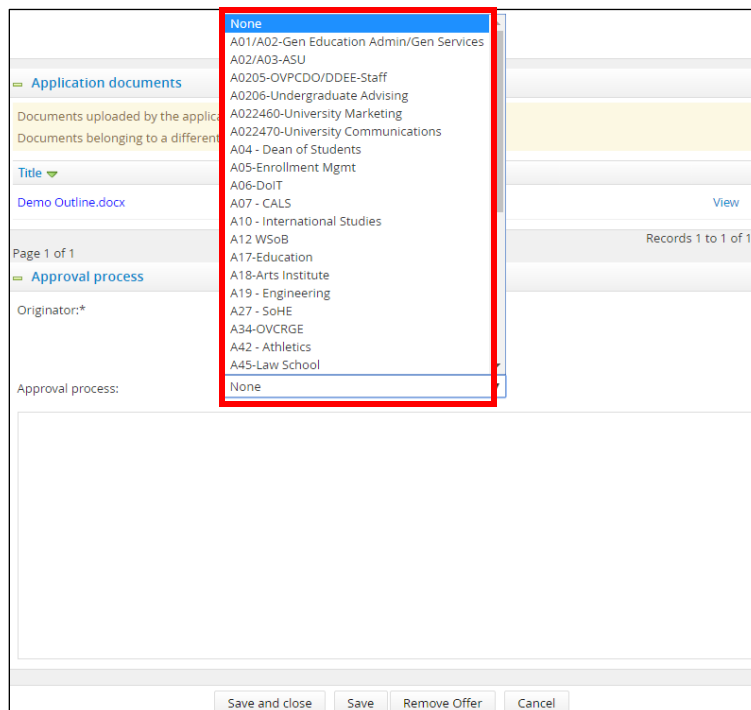 None
A01/A02-Gen Education Admin/Gen Services
A02/A03-ASU
Application documents
A0205-OVPCDO/DDEE-Staff
A0206-Undergraduate Advising
Documents uploaded by the applica
A022460-University Marketing
A022470-University Communications
Documents belonging to a different
A04 - Dean of Students
A05-Enrollment Mgmt
Title
A06-DoIT
Demo Outline.docx
A07 - CALS
View
A10 - International Studies
A12 WSoB
Records 1 to 1 of 1
Page 1 of 1
A17-Education
Approval process
A18-Arts Institute
A19 - Engineering
Originator:*
A27 - SoHE
A34-OVCRGE
A42 - Athletics
A45-Law School
Approval process:
None
Save and close
Save
Remove Offer
Cancel